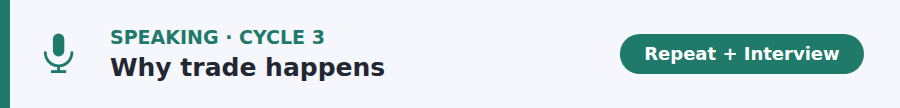 SPEAKING · CYCLE 3
Why trade happens
Repeat + Interview